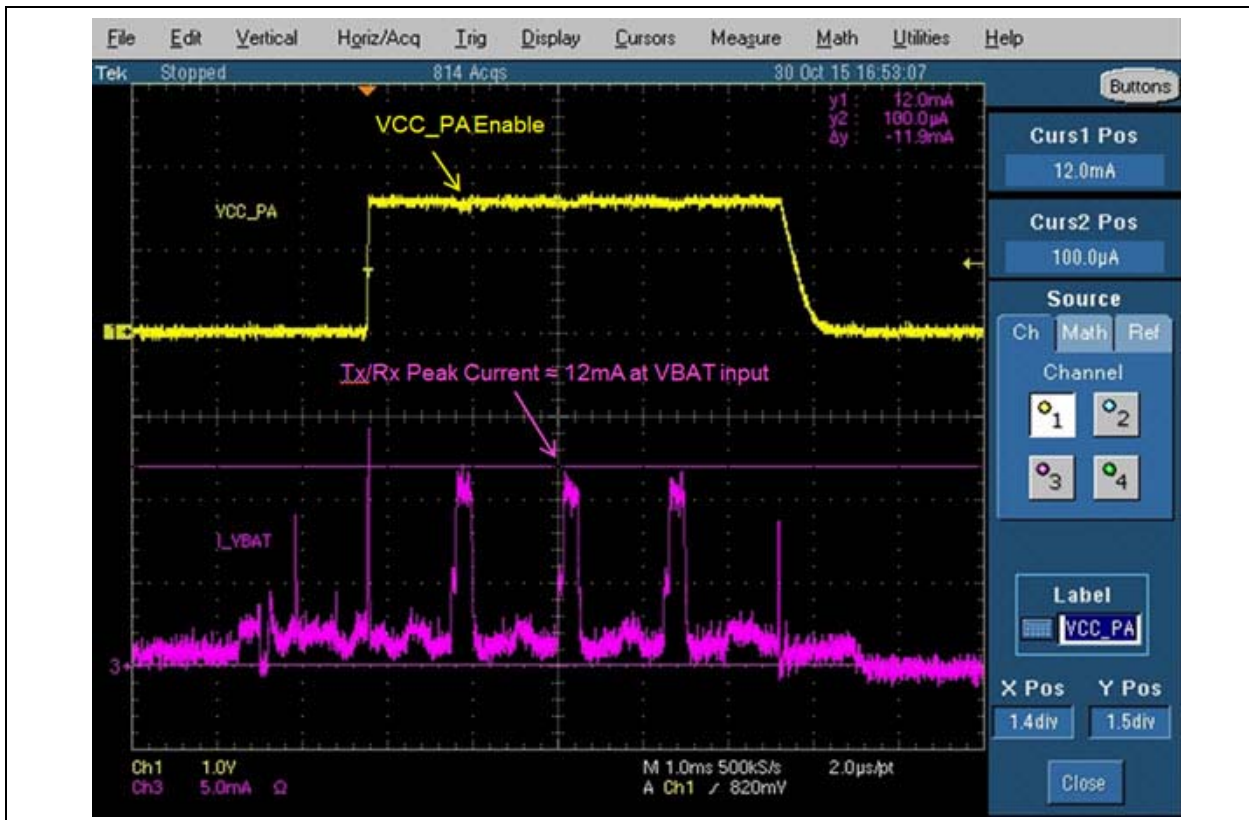 File Edit Vertical Horiz/Acq Trig Display Cursors Measure Math Utilities Help
Tek Stopped 814 Acqs 30 Oct 15 16:53:07
Buttons
y1 : 12.0mA
y2 : 100.0µA
Δy : -11.9mA
VCC_PA Enable
VCC_PA
1
Tx/Rx Peak Current ≈ 12mA at VBAT input
I_VBAT
3
Ch1 1.0V
Ch3 5.0mA Ω
M 1.0ms 500kS/s 2.0µs/pt
A Ch1 / 820mV
Curs1 Pos
12.0mA
Curs2 Pos
100.0µA
Source
Ch Math Ref
Channel
1 2
3 4
Label
VCC_PA
X Pos Y Pos
1.4div 1.5div
Close